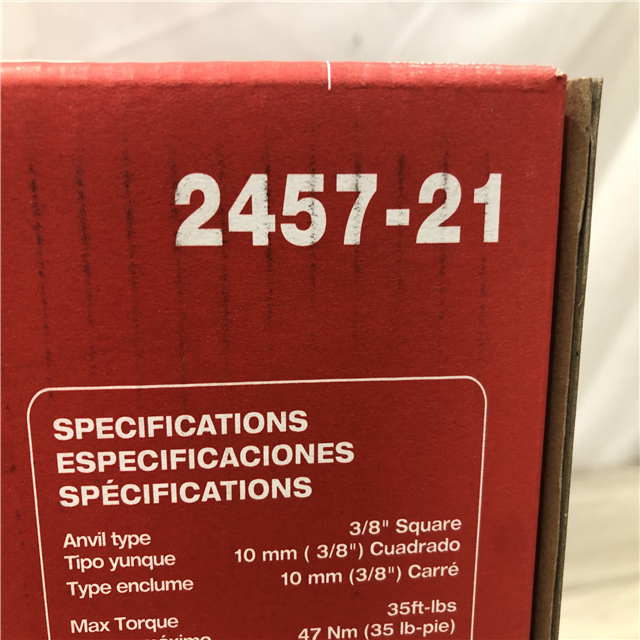 2457-21
SPECIFICATIONS
ESPECIFICACIONES
SPÉCIFICATIONS
Anvil type 3/8" Square
Tipo yunque 10 mm ( 3/8") Cuadrado
Type enclume 10 mm (3/8") Carré
Max Torque 35ft-lbs
máximo 47 Nm (35 lb-pie)